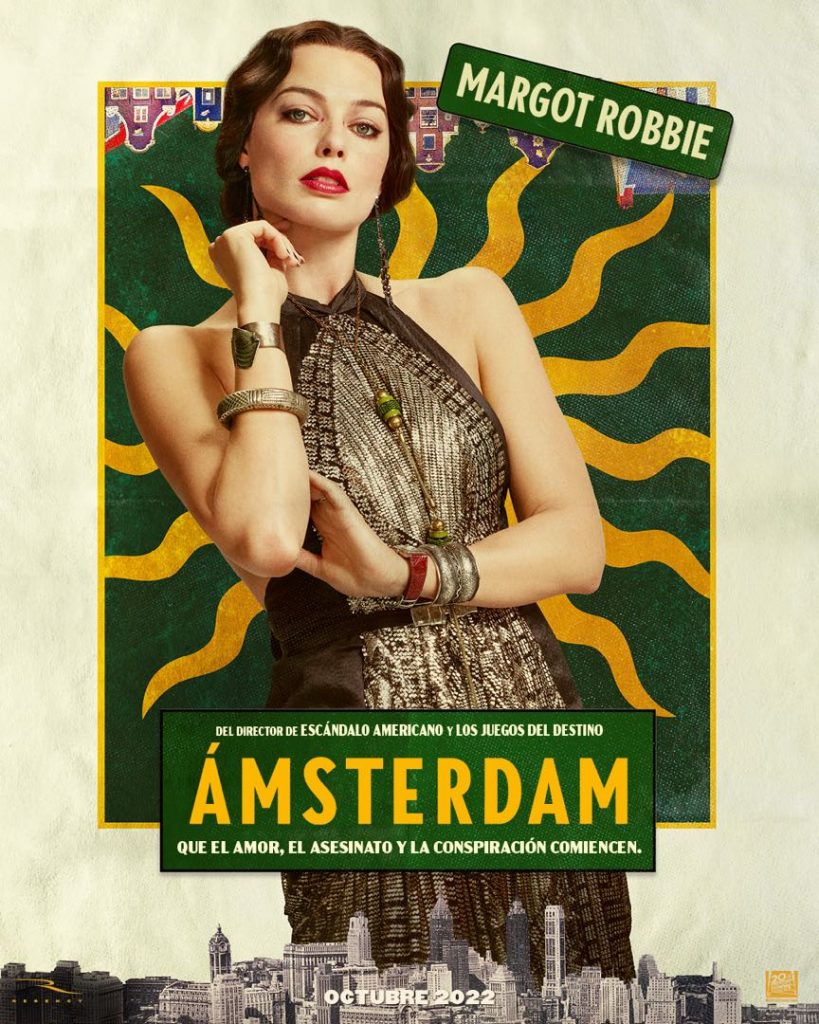 MARGOT ROBBIE
DEL DIRECTOR DE ESCÁNDALO AMERICANO Y LOS JUEGOS DEL DESTINO
ÁMSTERDAM
QUE EL AMOR, EL ASESINATO Y LA CONSPIRACIÓN COMIENCEN.
REGENCY
OCTUBRE 2022